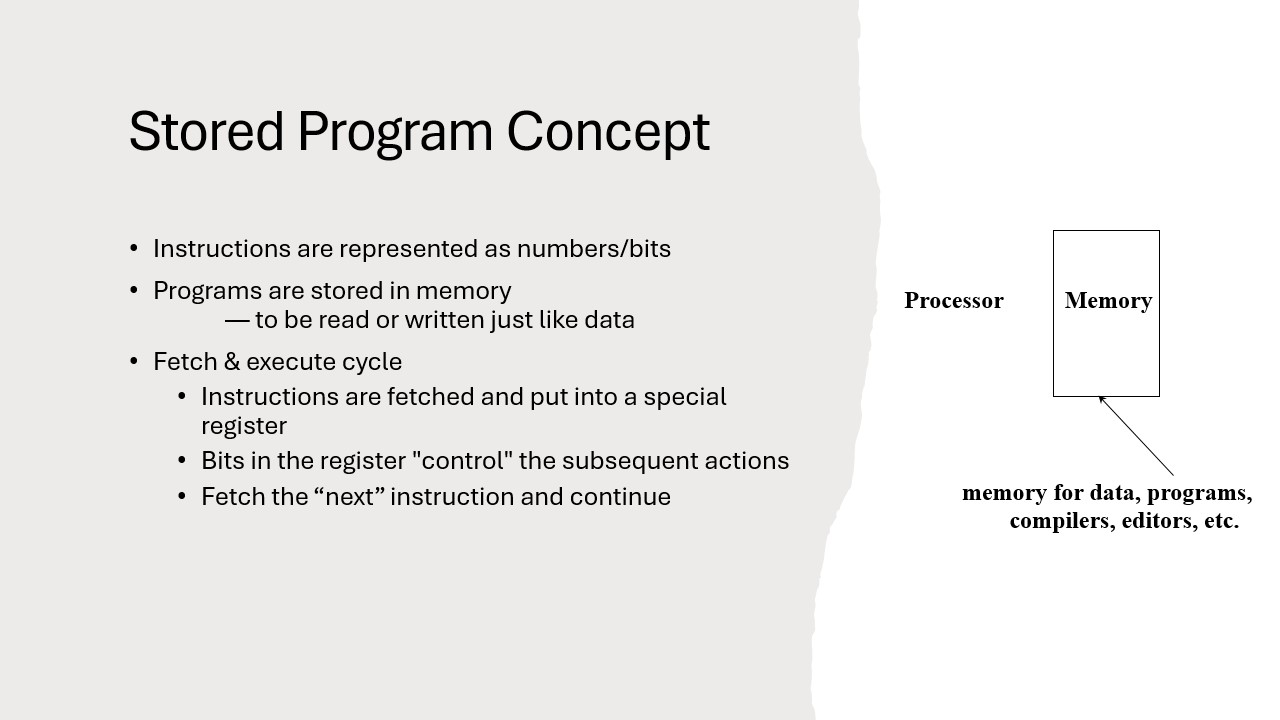 Stored Program Concept
• Instructions are represented as numbers/bits
• Programs are stored in memory
— to be read or written just like data
• Fetch & execute cycle
• Instructions are fetched and put into a special
register
• Bits in the register "control" the subsequent actions
• Fetch the “next” instruction and continue
Processor
Memory
memory for data, programs,
compilers, editors, etc.